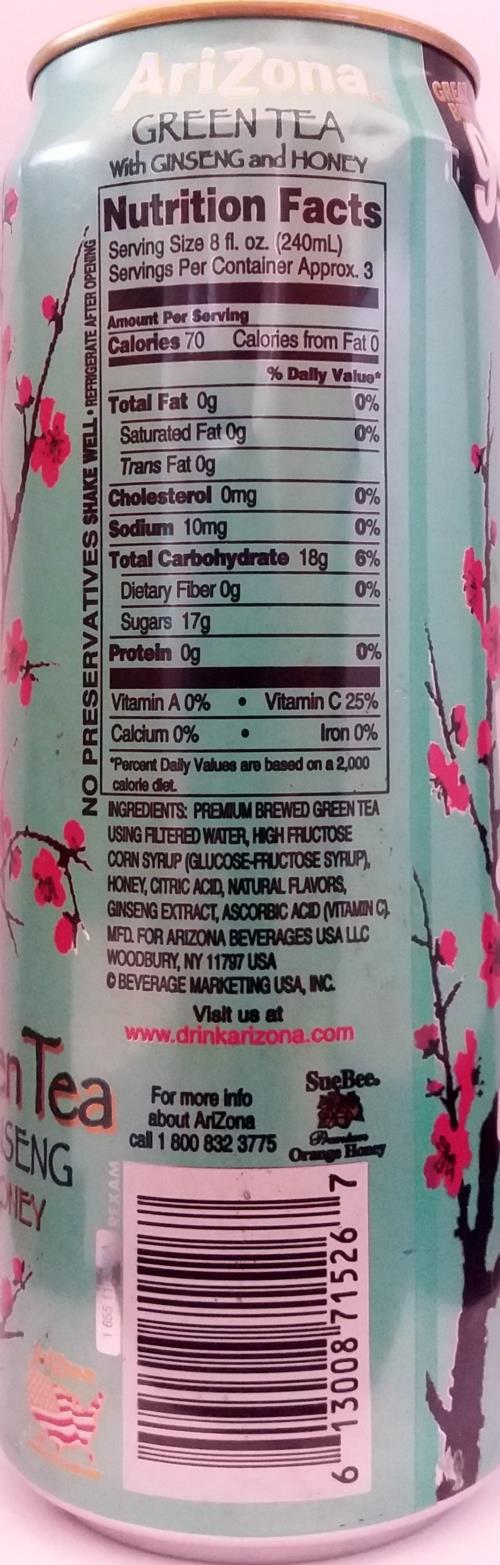 AriZona
GREEN TEA
With GINSENG and HONEY
Nutrition Facts
Serving Size 8 fl. oz. (240mL)
Servings Per Container Approx. 3
Amount Per Serving
Calories 70 Calories from Fat 0
% Daily Value*
Total Fat 0g 0%
Saturated Fat 0g 0%
Trans Fat 0g
Cholesterol 0mg 0%
Sodium 10mg 0%
Total Carbohydrate 18g 6%
Dietary Fiber 0g 0%
Sugars 17g
Protein 0g 0%
Vitamin A 0% • Vitamin C 25%
Calcium 0% • Iron 0%
*Percent Daily Values are based on a 2,000
calorie diet.
NO PRESERVATIVES SHAKE WELL • REFRIGERATE AFTER OPENING
INGREDIENTS: PREMIUM BREWED GREEN TEA
USING FILTERED WATER, HIGH FRUCTOSE
CORN SYRUP (GLUCOSE-FRUCTOSE SYRUP),
HONEY, CITRIC ACID, NATURAL FLAVORS,
GINSENG EXTRACT, ASCORBIC ACID (VITAMIN C).
MFD. FOR ARIZONA BEVERAGES USA LLC
WOODBURY, NY 11797 USA
© BEVERAGE MARKETING USA, INC.
Visit us at
www.drinkarizona.com
For more info
about AriZona
call 1 800 832 3775
SueBee®
Premium
Orange Honey
n Tea
SENG
ONEY
REXAM
6 13008 71526 7